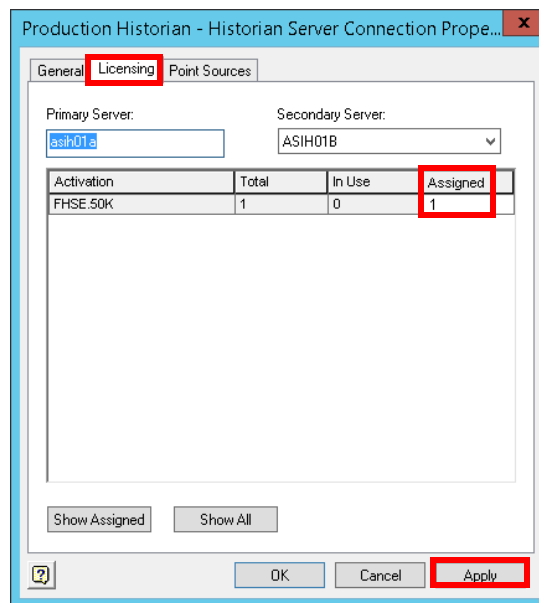 Production Historian - Historian Server Connection Prope...
x
General Licensing Point Sources
Primary Server: Secondary Server:
asih01a ASIH01B
Activation Total In Use Assigned
FHSE.50K 1 0 1
Show Assigned Show All
? OK Cancel Apply